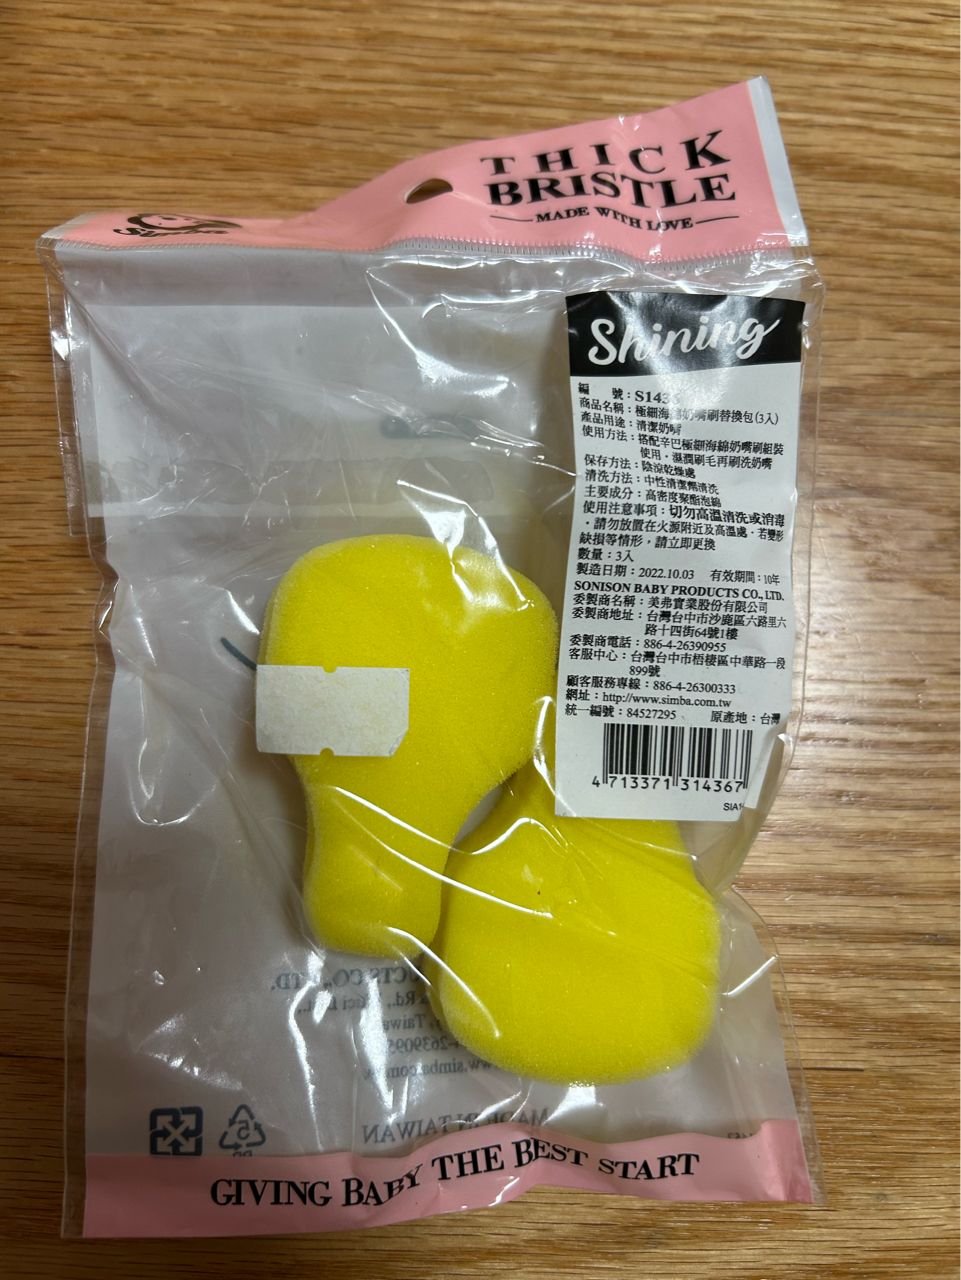 THICK
BRISTLE
MADE WITH LOVE
Shining
編 號：S143
商品名稱：極細海綿奶嘴刷替換包(3入)
產品用途：清潔奶嘴
使用方法：搭配辛巴極細海綿奶嘴刷組裝
使用，濕潤刷毛再刷洗奶嘴
保存方法：陰涼乾燥處
清洗方法：中性清潔劑清洗
主要成分：高密度聚酯泡綿
使用注意事項：切勿高溫清洗或消毒
，請勿放置在火源附近及高溫處，若變形
缺損等情形，請立即更換
數量：3入
製造日期：2022.10.03 有效期間：10年
SONISON BABY PRODUCTS CO., LTD.
委製商名稱：美弗實業股份有限公司
委製商地址：台灣台中市沙鹿區六路里六
路十四街64號1樓
委製商電話：886-4-26390955
客服中心：台灣台中市梧棲區中華路一段
899號
顧客服務專線：886-4-26300333
網址：http://www.simba.com.tw
統一編號：84527295 原產地：台灣
4 713371 314367
SIA1
CTS CO., LTD.
Rd.,
Taiwa
www.simba.com
MADE IN TAIWAN
5
GIVING BABY THE BEST START